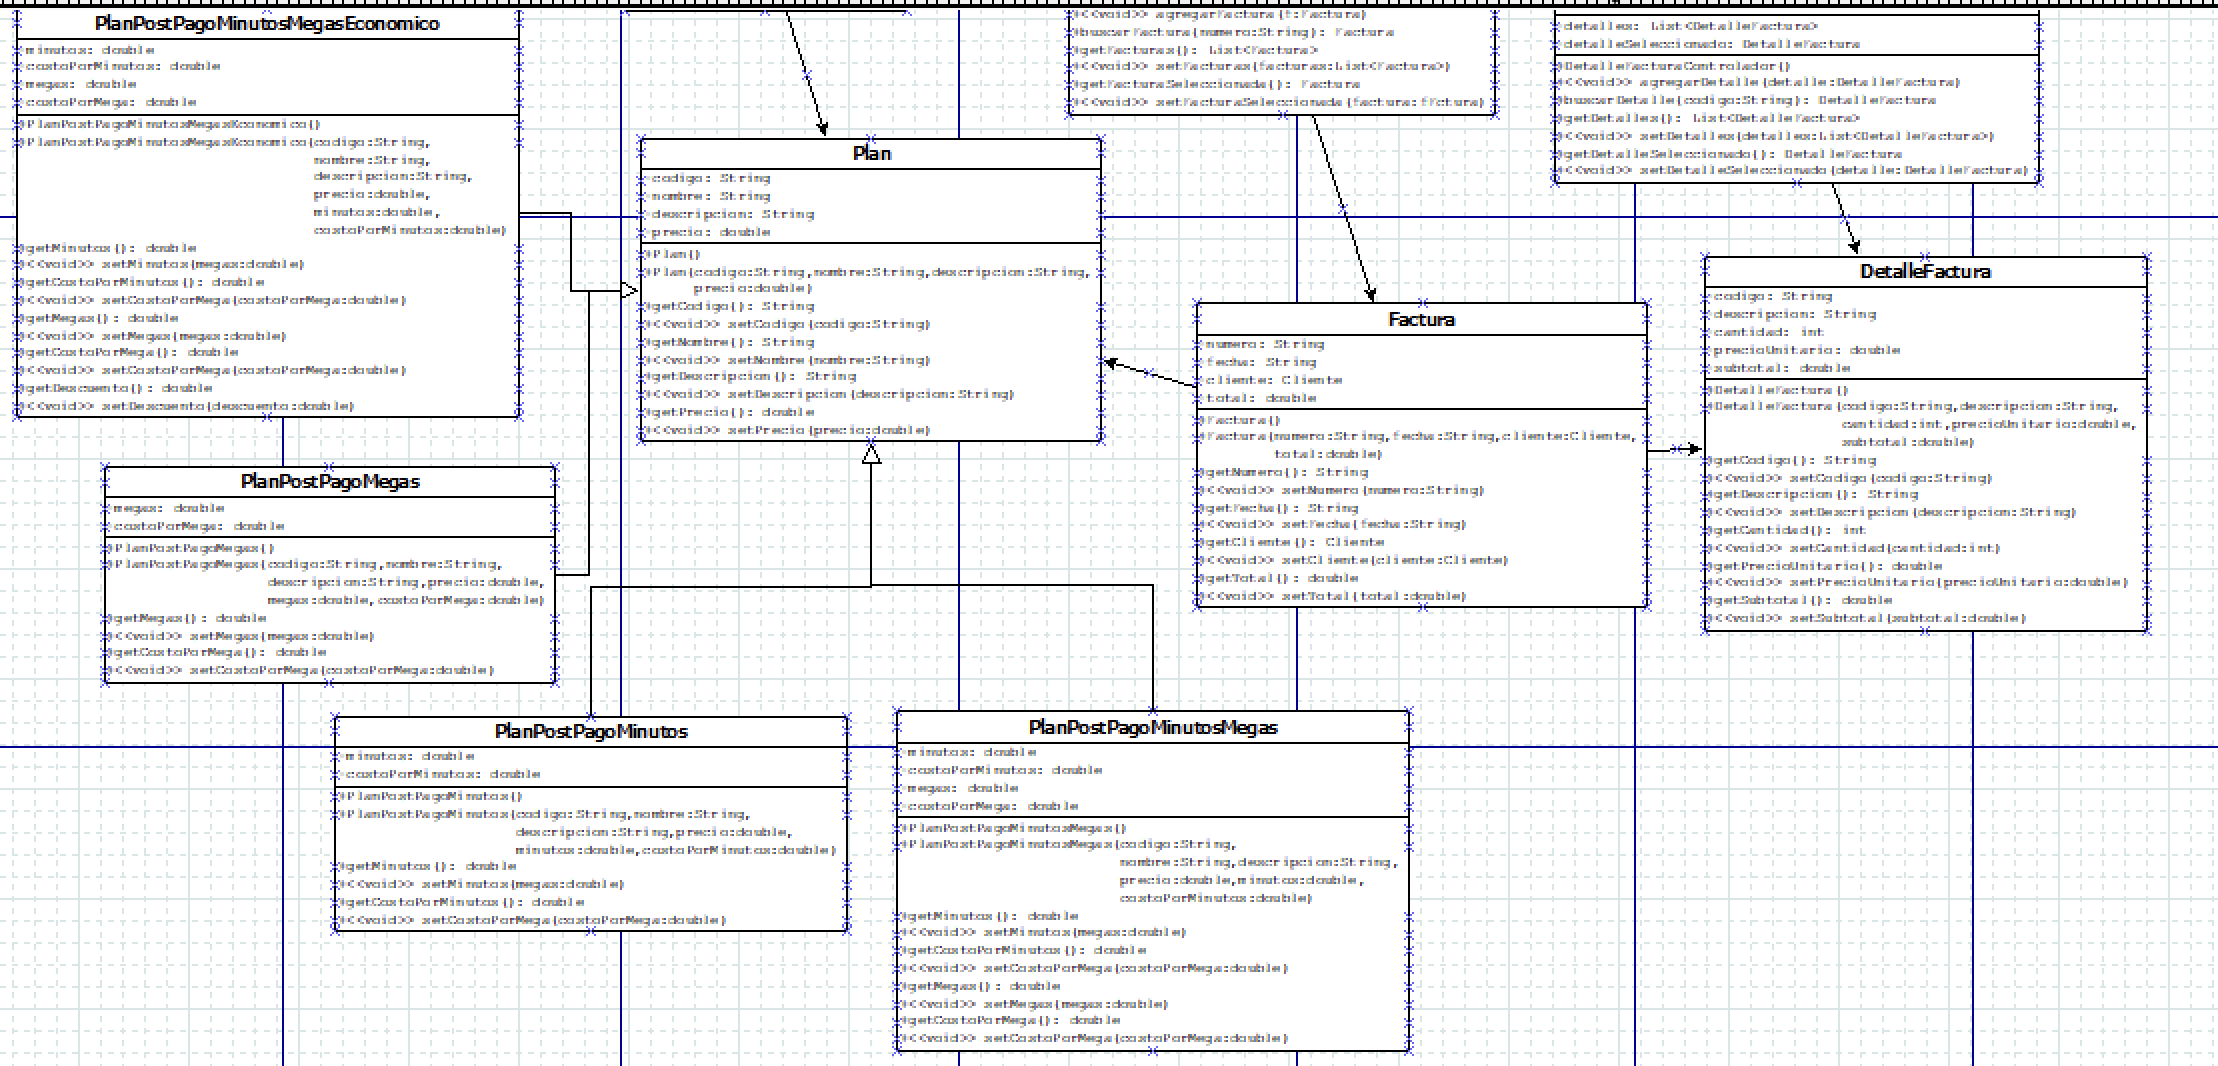 PlanPostPagoMinutosMegasEconomico
-minutos: double
-costoPorMinutos: double
-megas: double
-costoPorMega: double
+PlanPostPagoMinutosMegasEconomico()
+PlanPostPagoMinutosMegasEconomico(codigo:String,
nombre:String,
descripcion:String,
precio:double,
minutos:double,
costoPorMinutos:double)
+getMinutos(): double
+<<void>> setMinutos(megas:double)
+getCostoPorMinutos(): double
+<<void>> setCostoPorMega(costoPorMega:double)
+getMegas(): double
+<<void>> setMegas(megas:double)
+getCostoPorMega(): double
+<<void>> setCostoPorMega(costoPorMega:double)
+getDescuento(): double
+<<void>> setDescuento(descuento:double)
PlanPostPagoMegas
-megas: double
-costoPorMega: double
+PlanPostPagoMegas()
+PlanPostPagoMegas(codigo:String,nombre:String,
descripcion:String,precio:double,
megas:double,costoPorMega:double)
+getMegas(): double
+<<void>> setMegas(megas:double)
+getCostoPorMega(): double
+<<void>> setCostoPorMega(costoPorMega:double)
PlanPostPagoMinutos
-minutos: double
-costoPorMinutos: double
+PlanPostPagoMinutos()
+PlanPostPagoMinutos(codigo:String,nombre:String,
descripcion:String,precio:double,
minutos:double,costoPorMinutos:double)
+getMinutos(): double
+<<void>> setMinutos(megas:double)
+getCostoPorMinutos(): double
+<<void>> setCostoPorMega(costoPorMega:double)
Plan
-codigo: String
-nombre: String
-descripcion: String
-precio: double
+Plan()
+Plan(codigo:String,nombre:String,descripcion:String,
precio:double)
+getCodigo(): String
+<<void>> setCodigo(codigo:String)
+getNombre(): String
+<<void>> setNombre(nombre:String)
+getDescripcion(): String
+<<void>> setDescripcion(descripcion:String)
+getPrecio(): double
+<<void>> setPrecio(precio:double)
PlanPostPagoMinutosMegas
-minutos: double
-costoPorMinutos: double
-megas: double
-costoPorMega: double
+PlanPostPagoMinutosMegas()
+PlanPostPagoMinutosMegas(codigo:String,
nombre:String,descripcion:String,
precio:double,minutos:double,
costoPorMinutos:double)
+getMinutos(): double
+<<void>> setMinutos(megas:double)
+getCostoPorMinutos(): double
+<<void>> setCostoPorMega(costoPorMega:double)
+getMegas(): double
+<<void>> setMegas(megas:double)
+getCostoPorMega(): double
+<<void>> setCostoPorMega(costoPorMega:double)
+<<void>> agregarFactura(f:Factura)
+buscarFactura(numero:String): Factura
+getFacturas(): List<Factura>
+<<void>> setFacturas(facturas:List<Factura>)
+getFacturaSeleccionada(): Factura
+<<void>> setFacturaSeleccionada(factura:fFctura)
Factura
-numero: String
-fecha: String
-cliente: Cliente
-total: double
+Factura()
+Factura(numero:String,fecha:String,cliente:Cliente,
total:double)
+getNumero(): String
+<<void>> setNumero(numero:String)
+getFecha(): String
+<<void>> setFecha(fecha:String)
+getCliente(): Cliente
+<<void>> setCliente(cliente:Cliente)
+getTotal(): double
+<<void>> setTotal(total:double)
-detalles: List<DetalleFactura>
-detalleSeleccionado: DetalleFactura
+DetalleFacturaControlador()
+<<void>> agregarDetalle(detalle:DetalleFactura)
+buscarDetalle(codigo:String): DetalleFactura
+getDetalles(): List<DetalleFactura>
+<<void>> setDetalles(detalles:List<DetalleFactura>)
+getDetalleSeleccionado(): DetalleFactura
+<<void>> setDetalleSeleccionado(detalle:DetalleFactura)
DetalleFactura
-codigo: String
-descripcion: String
-cantidad: int
-precioUnitario: double
-subtotal: double
+DetalleFactura()
+DetalleFactura(codigo:String,descripcion:String,
cantidad:int,precioUnitario:double,
subtotal:double)
+getCodigo(): String
+<<void>> setCodigo(codigo:String)
+getDescripcion(): String
+<<void>> setDescripcion(descripcion:String)
+getCantidad(): int
+<<void>> setCantidad(cantidad:int)
+getPrecioUnitario(): double
+<<void>> setPrecioUnitario(precioUnitario:double)
+getSubtotal(): double
+<<void>> setSubtotal(subtotal:double)